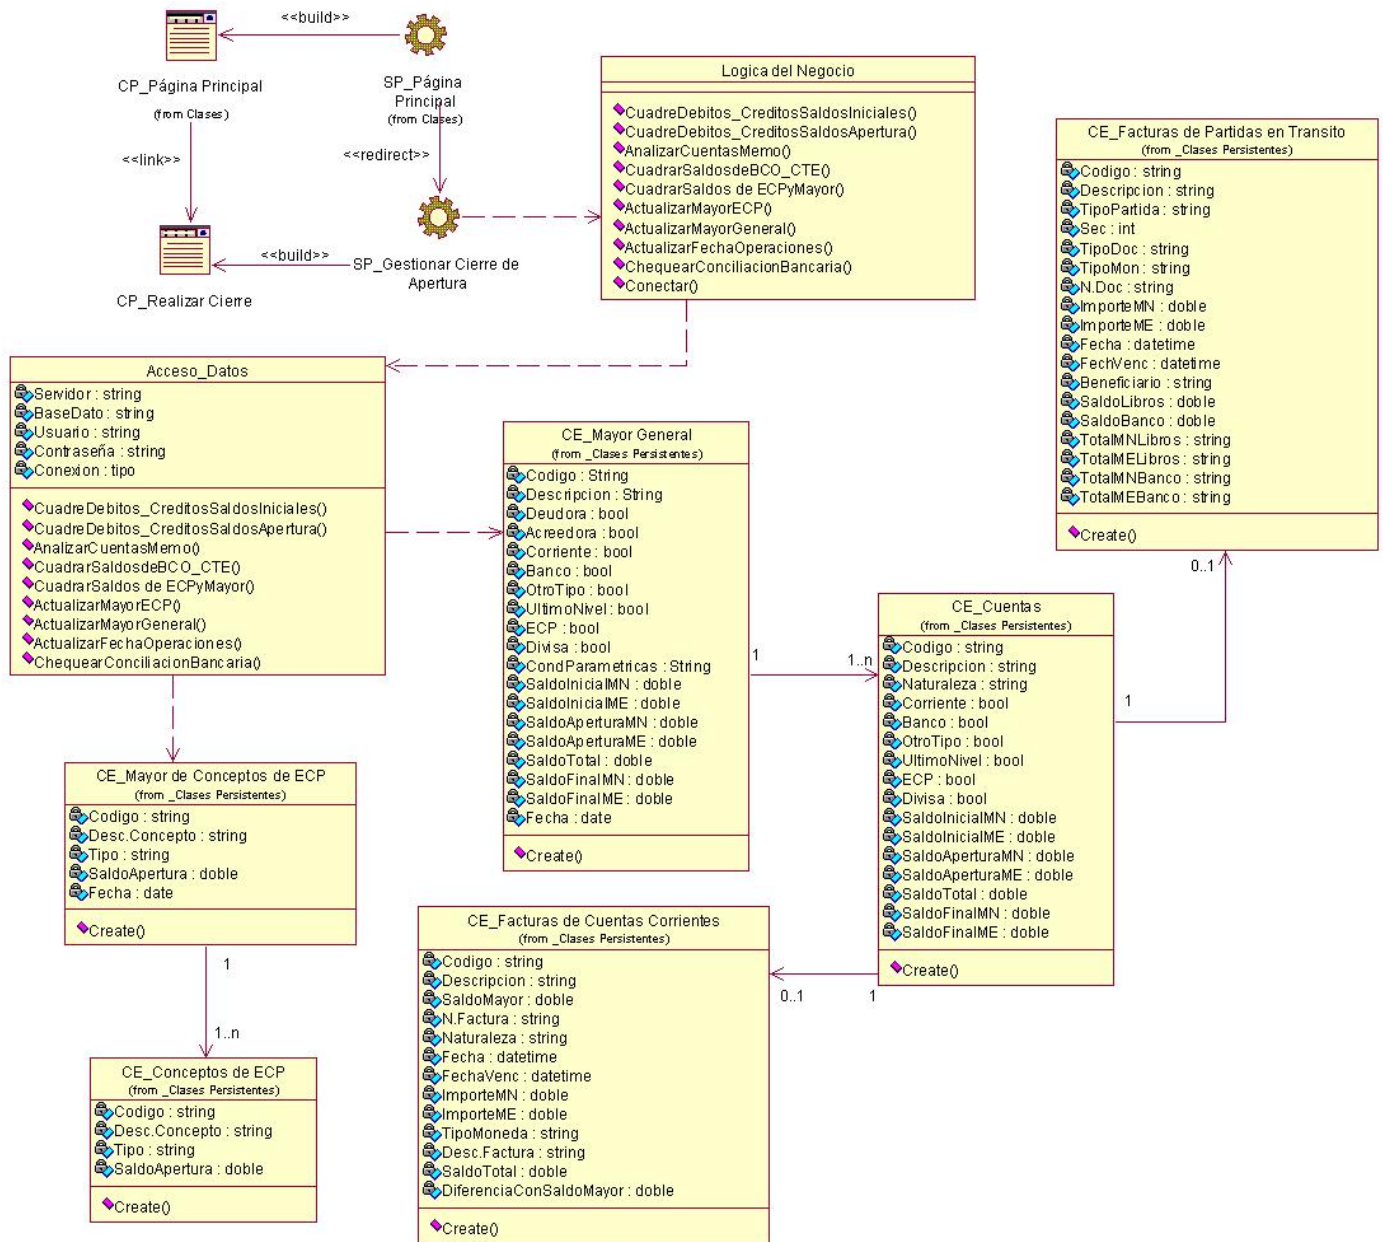 <<build>>
CP_Página Principal
(from Clases)
SP_Página
Principal
(from Clases)
<<link>>
<<redirect>>
<<build>>
CP_Realizar Cierre
SP_Gestionar Cierre de
Apertura
Logica del Negocio
CuadreDebitos_CreditosSaldosIniciales()
CuadreDebitos_CreditosSaldosApertura()
AnalizarCuentasMemo()
CuadrarSaldosdeBCO_CTE()
CuadrarSaldos de ECPyMayor()
ActualizarMayorECP()
ActualizarMayorGeneral()
ActualizarFechaOperaciones()
ChequearConciliacionBancaria()
Conectar()
CE_Facturas de Partidas en Transito
(from _Clases Persistentes)
Codigo : string
Descripcion : string
TipoPartida : string
Sec : int
TipoDoc : string
TipoMon : string
N.Doc : string
ImporteMN : doble
ImporteME : doble
Fecha : datetime
FechVenc : datetime
Beneficiario : string
SaldoLibros : doble
SaldoBanco : doble
TotalMNLibros : string
TotalMELibros : string
TotalMNBanco : string
TotalMEBanco : string
Create()
0..1
Acceso_Datos
Servidor : string
BaseDato : string
Usuario : string
Contraseña : string
Conexion : tipo
CuadreDebitos_CreditosSaldosIniciales()
CuadreDebitos_CreditosSaldosApertura()
AnalizarCuentasMemo()
CuadrarSaldosdeBCO_CTE()
CuadrarSaldos de ECPyMayor()
ActualizarMayorECP()
ActualizarMayorGeneral()
ActualizarFechaOperaciones()
ChequearConciliacionBancaria()
CE_Mayor General
(from _Clases Persistentes)
Codigo : String
Descripcion : String
Deudora : bool
Acreedora : bool
Corriente : bool
Banco : bool
OtroTipo : bool
UltimoNivel : bool
ECP : bool
Divisa : bool
CondParametricas : String
SaldoInicialMN : doble
SaldoInicialME : doble
SaldoAperturaMN : doble
SaldoAperturaME : doble
SaldoTotal : doble
SaldoFinalMN : doble
SaldoFinalME : doble
Fecha : date
Create()
1
1..n
CE_Cuentas
(from _Clases Persistentes)
Codigo : string
Descripcion : string
Naturaleza : string
Corriente : bool
Banco : bool
OtroTipo : bool
UltimoNivel : bool
ECP : bool
Divisa : bool
SaldoInicialMN : doble
SaldoInicialME : doble
SaldoAperturaMN : doble
SaldoAperturaME : doble
SaldoTotal : doble
SaldoFinalMN : doble
SaldoFinalME : doble
Create()
1
CE_Mayor de Conceptos de ECP
(from _Clases Persistentes)
Codigo : string
Desc.Concepto : string
Tipo : string
SaldoApertura : doble
Fecha : date
Create()
1
1..n
CE_Conceptos de ECP
(from _Clases Persistentes)
Codigo : string
Desc.Concepto : string
Tipo : string
SaldoApertura : doble
Create()
CE_Facturas de Cuentas Corrientes
(from _Clases Persistentes)
Codigo : string
Descripcion : string
SaldoMayor : doble
N.Factura : string
Naturaleza : string
Fecha : datetime
FechaVenc : datetime
ImporteMN : doble
ImporteME : doble
TipoMoneda : string
Desc.Factura : string
SaldoTotal : doble
DiferenciaConSaldoMayor : doble
Create()
0..1
1